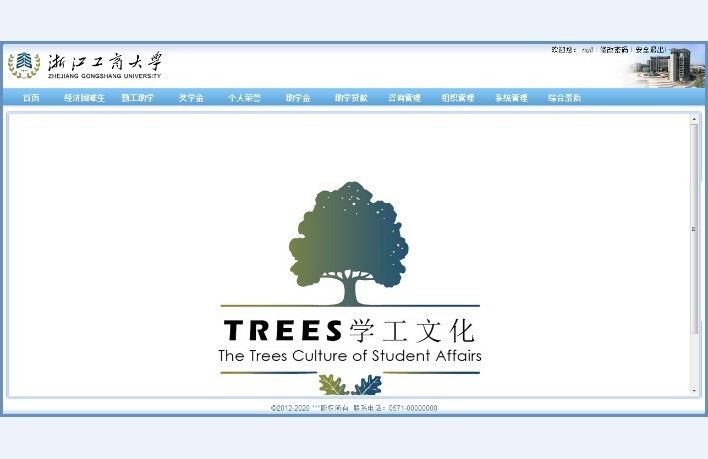 浙江工商大学
ZHEJIANG GONGSHANG UNIVERSITY
欢迎您： null | 修改密码 | 安全退出|
首页 经济困难生 勤工助学 奖学金 个人荣誉 助学金 助学贷款 咨询管理 组织管理 系统管理 综合素质
TREES学工文化
The Trees Culture of Student Affairs
©2012-2020 ***版权所有 联系电话：0571-00000000